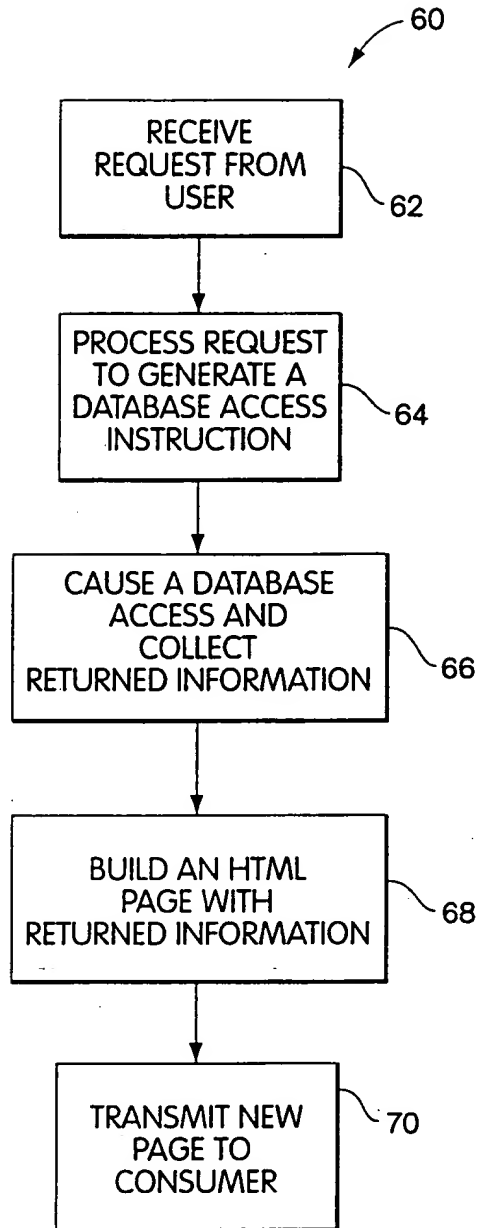 60
RECEIVE
REQUEST FROM
USER
62
PROCESS REQUEST
TO GENERATE A
DATABASE ACCESS
INSTRUCTION
64
CAUSE A DATABASE
ACCESS AND
COLLECT
RETURNED INFORMATION
66
BUILD AN HTML
PAGE WITH
RETURNED INFORMATION
68
TRANSMIT NEW
PAGE TO
CONSUMER
70